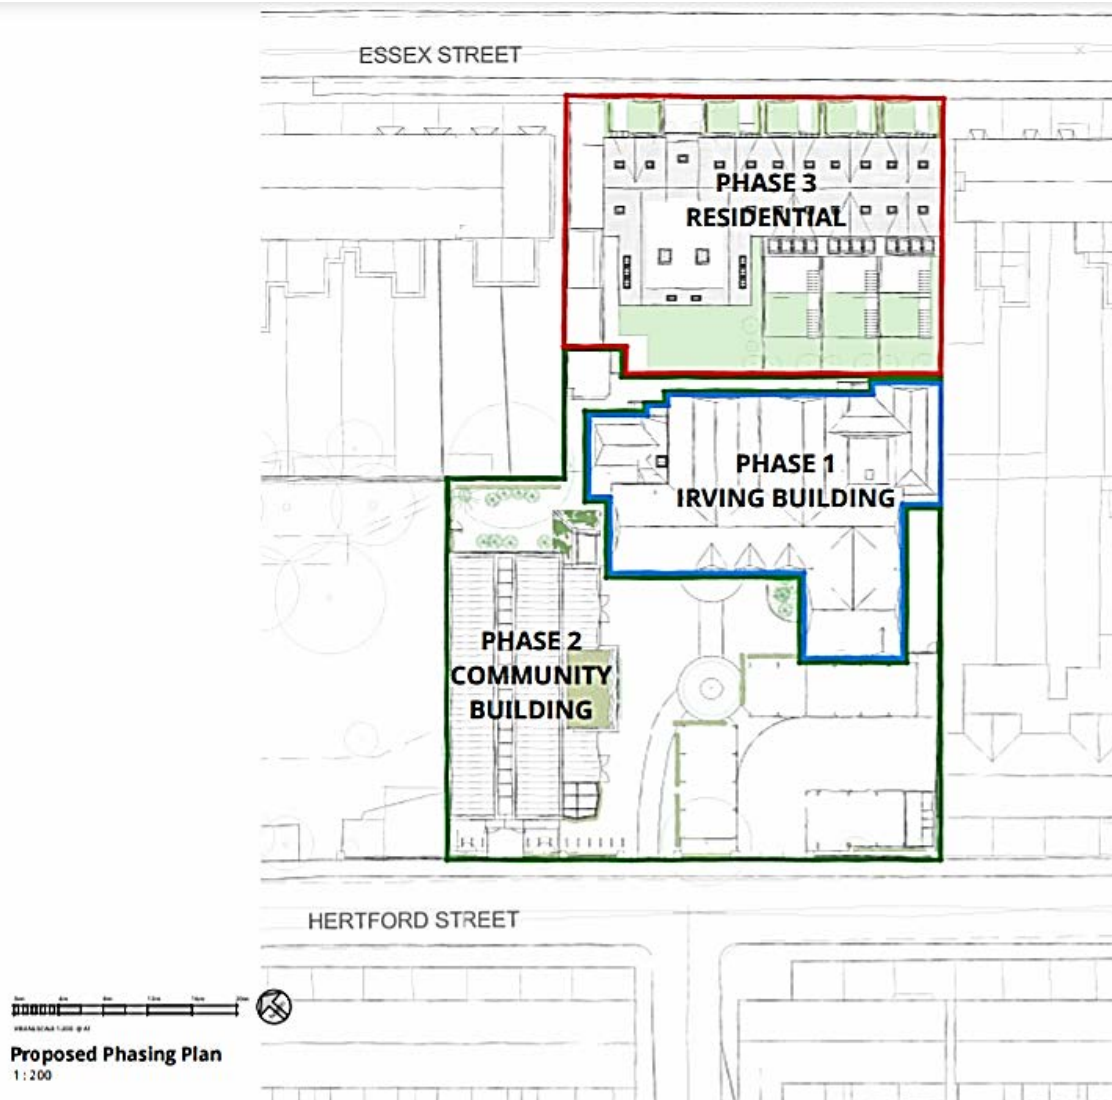 ESSEX STREET
PHASE 3
RESIDENTIAL
PHASE 1
IRVING BUILDING
PHASE 2
COMMUNITY
BUILDING
HERTFORD STREET
Proposed Phasing Plan
1 : 200